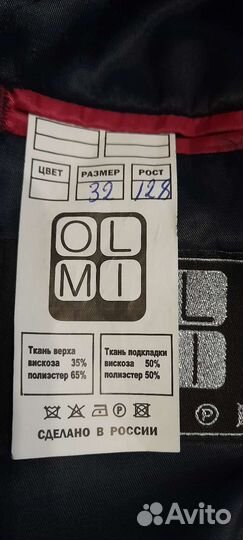 ЦВЕТ РАЗМЕР РОСТ
32 128
OL
MI
Ткань верха
вискоза 35%
полиэстер 65%
Ткань подкладки
вискоза 50%
полиэстер 50%
P
СДЕЛАНО В РОССИИ
L
I
P
Avito